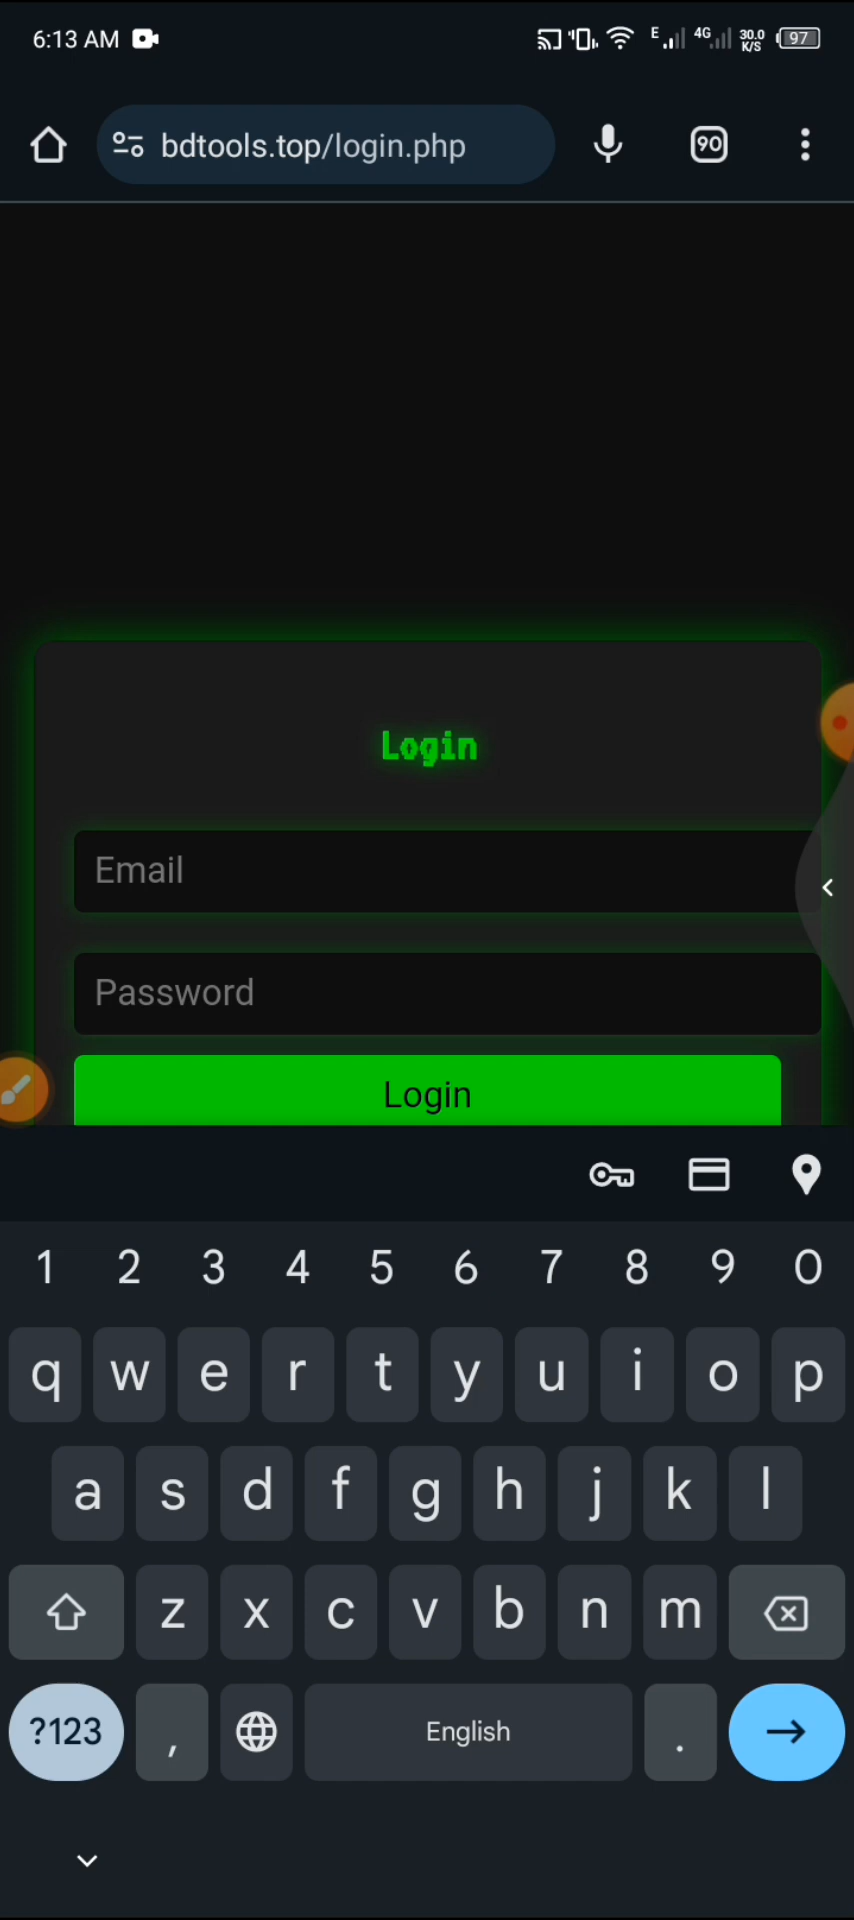 6:13 AM
E 4G 30.0 K/S 97
bdtools.top/login.php
90
Login
Email
Password
Login
1 2 3 4 5 6 7 8 9 0
q w e r t y u i o p
a s d f g h j k l
z x c v b n m
?123 , English .